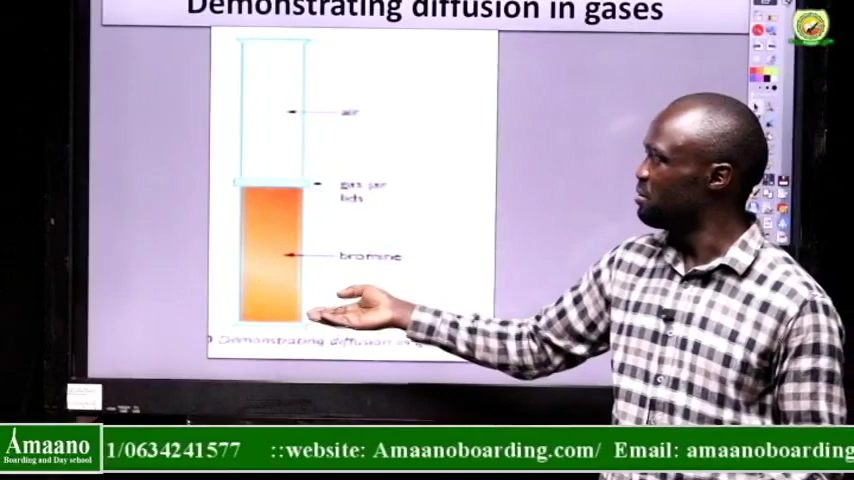 Demonstrating diffusion in gases
air
gas jar
lids
bromine
Demonstrating diffusion in
Amaano
Boarding and Day school
1/0634241577 ::website: Amaanoboarding.com/ Email: amaanoboarding